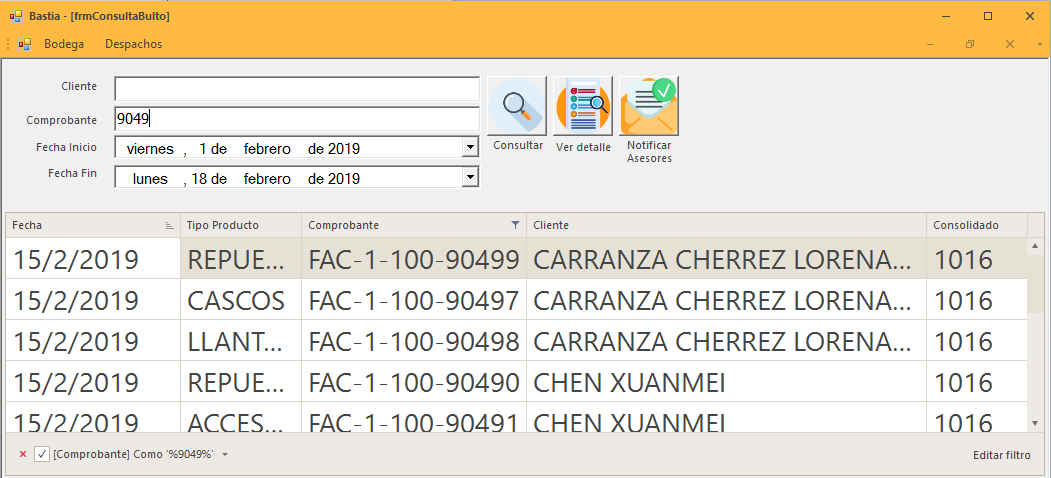 Bastia - [frmConsultaBulto]
Bodega Despachos
Cliente
Comprobante 9049
Fecha Inicio viernes , 1 de febrero de 2019
Fecha Fin lunes , 18 de febrero de 2019
Consultar
Ver detalle
Notificar
Asesores
Fecha Tipo Producto Comprobante Cliente Consolidado
15/2/2019 REPUE... FAC-1-100-90499 CARRANZA CHERREZ LORENA... 1016
15/2/2019 CASCOS FAC-1-100-90497 CARRANZA CHERREZ LORENA... 1016
15/2/2019 LLANT... FAC-1-100-90498 CARRANZA CHERREZ LORENA... 1016
15/2/2019 REPUE... FAC-1-100-90490 CHEN XUANMEI 1016
15/2/2019 ACCES... FAC-1-100-90491 CHEN XUANMEI 1016
[Comprobante] Como '%9049%' Editar filtro